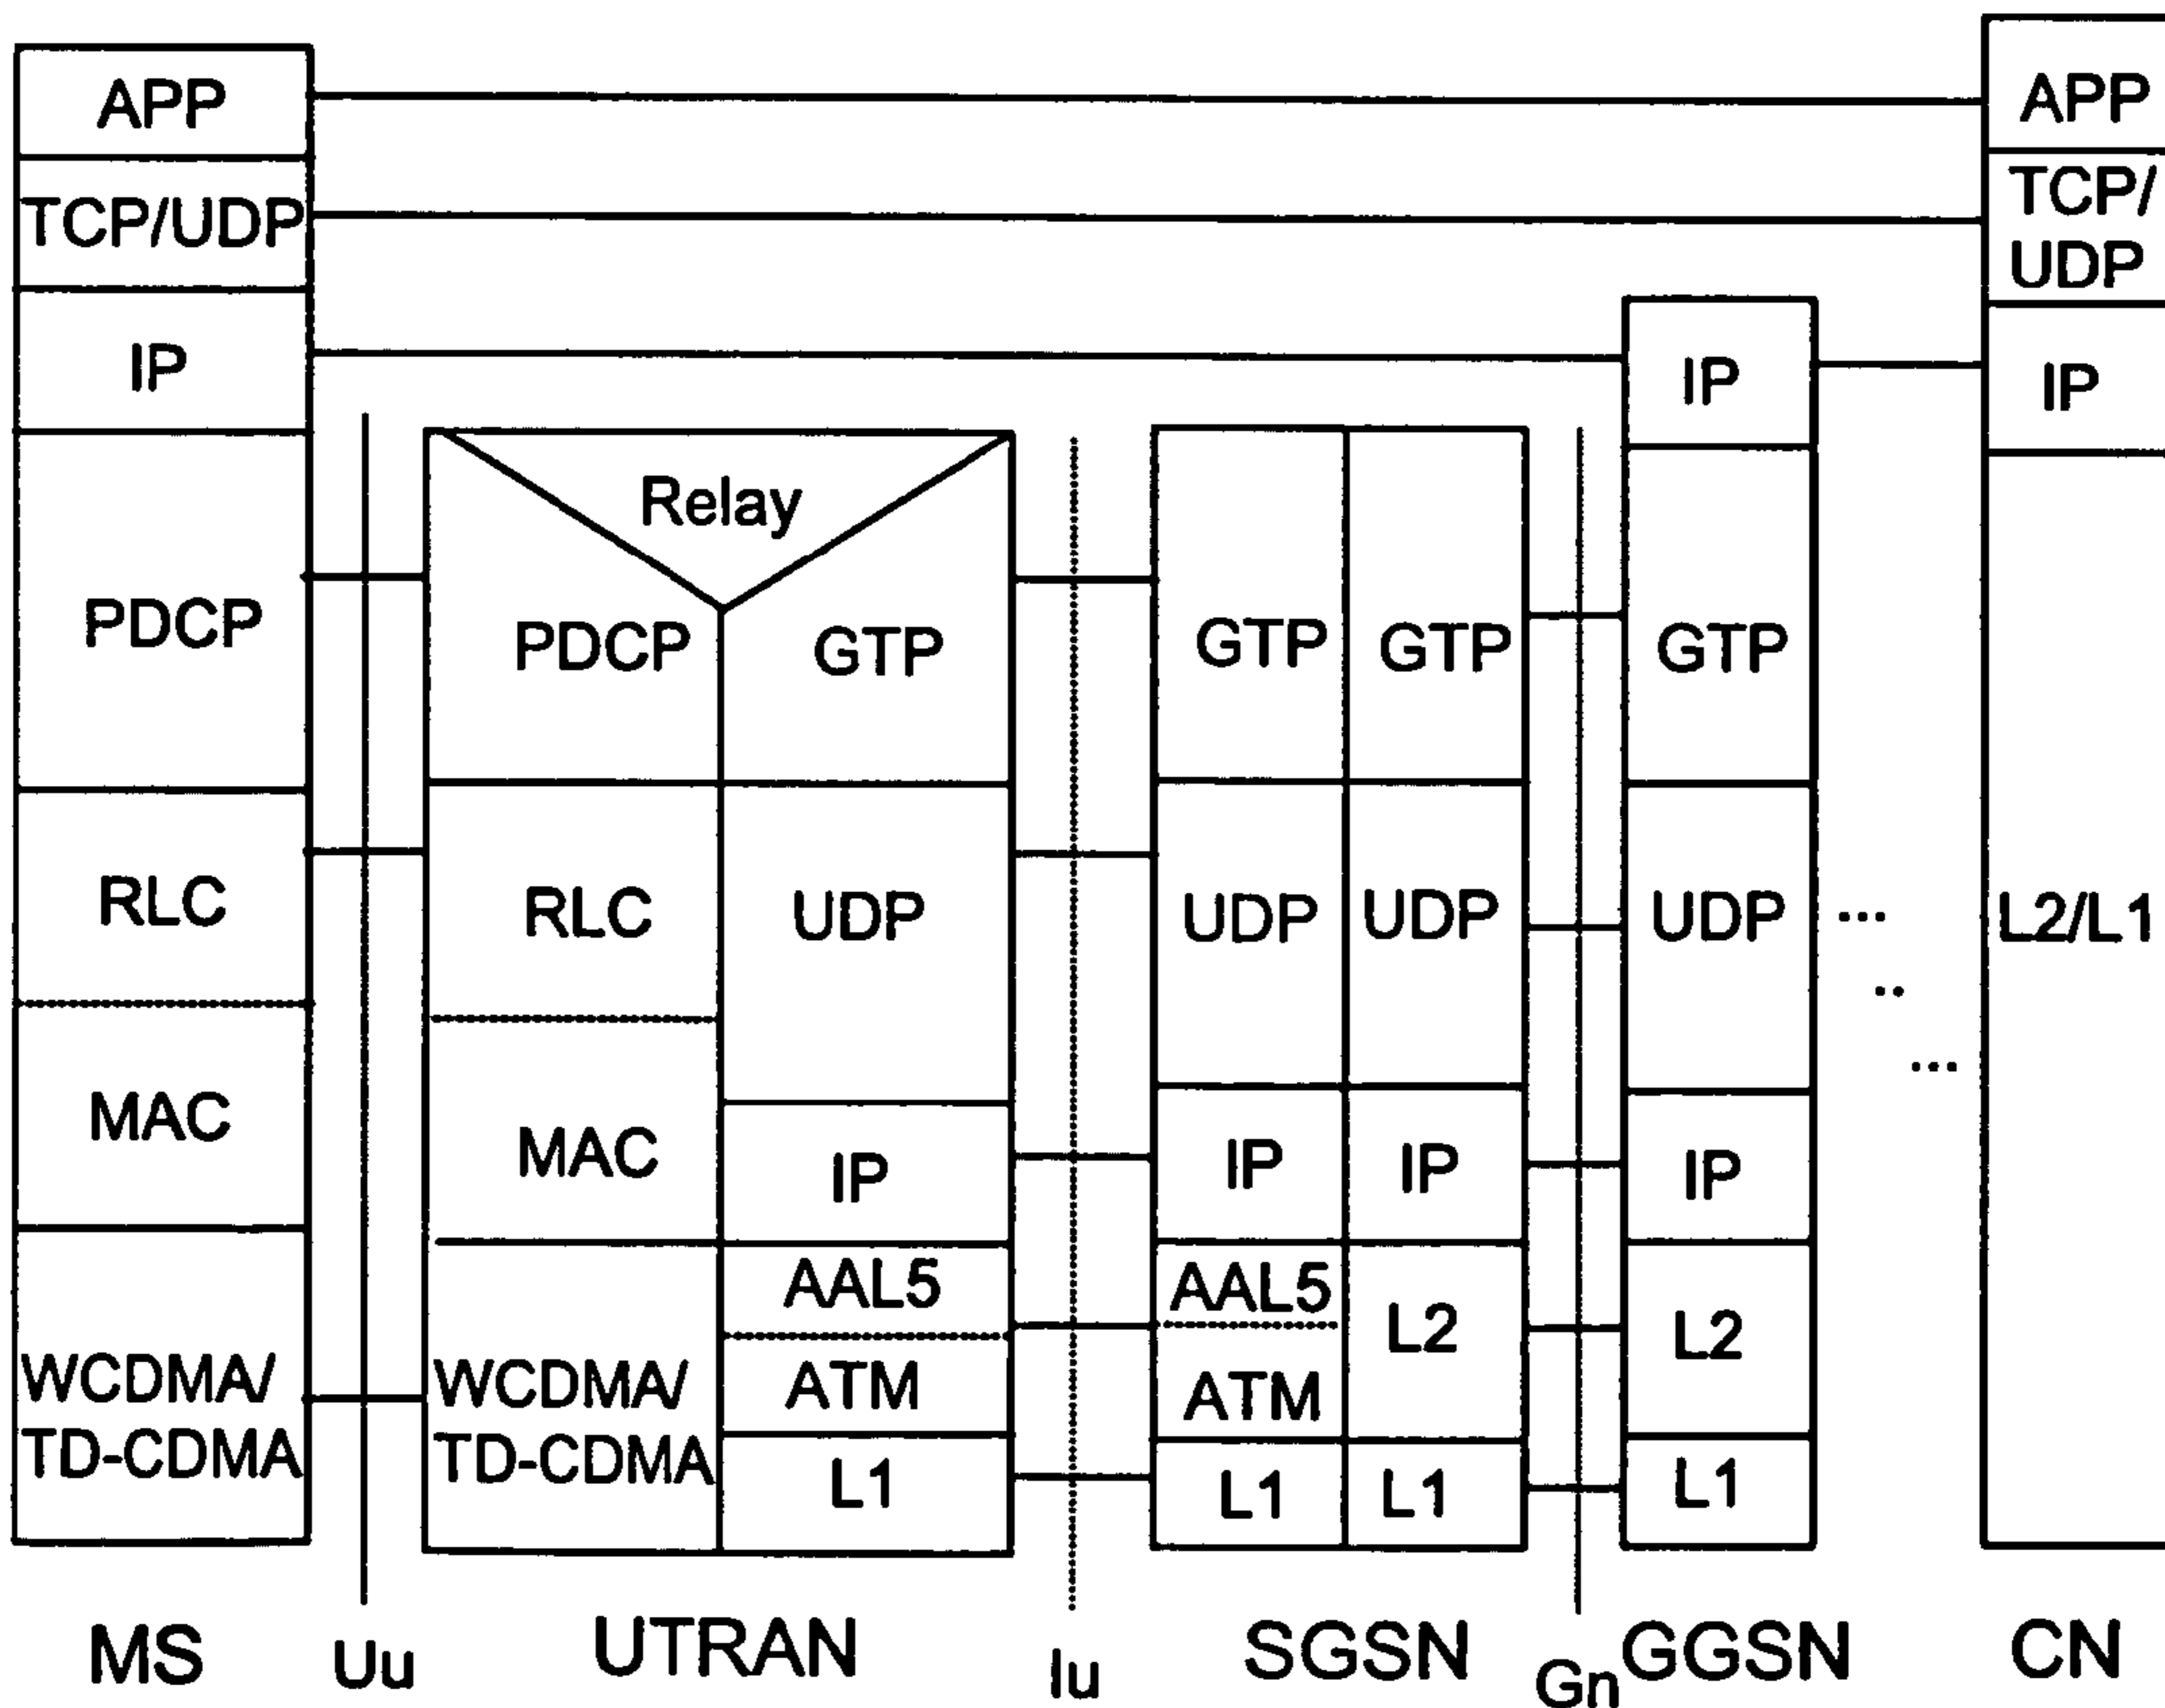 APP
TCP/UDP
IP
PDCP
RLC
MAC
WCDMA/
TD-CDMA
MS
Uu
Relay
PDCP
GTP
RLC
UDP
MAC
IP
AAL5
ATM
WCDMA/
TD-CDMA
L1
UTRAN
Iu
GTP
GTP
UDP
UDP
IP
IP
AAL5
L2
ATM
L1
L1
SGSN
Gn
IP
GTP
UDP
IP
L2
L1
GGSN
...
..
...
APP
TCP/
UDP
IP
L2/L1
CN